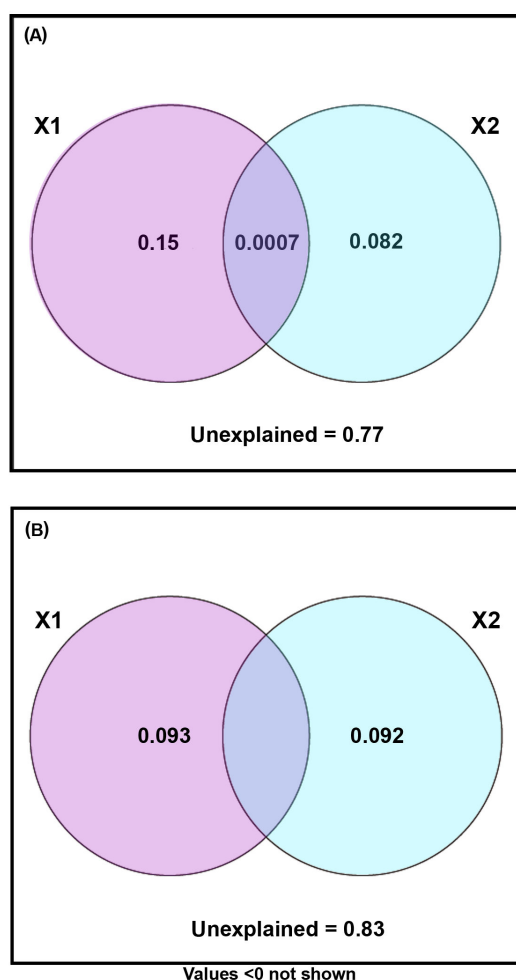 (A)
X1
X2
0.15
0.0007
0.082
Unexplained = 0.77
(B)
X1
X2
0.093
0.092
Unexplained = 0.83
Values <0 not shown